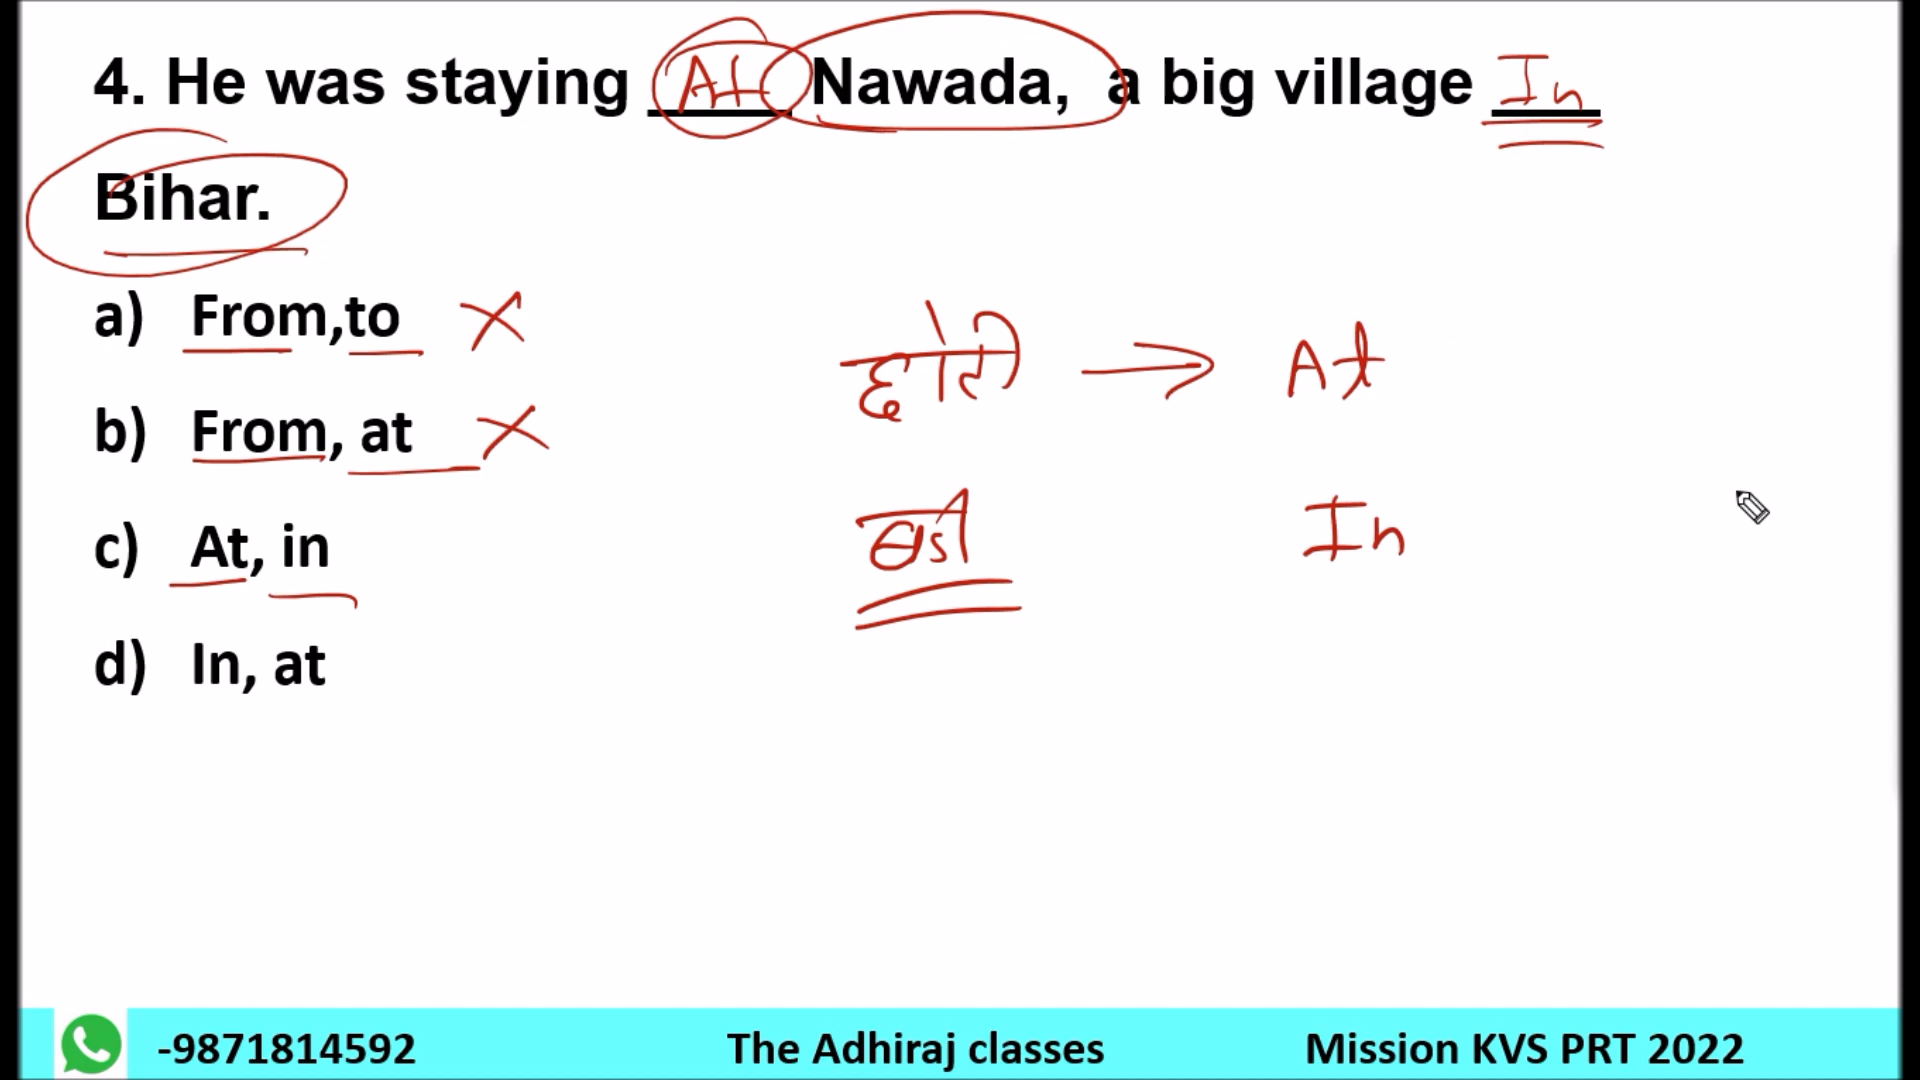 4. He was staying At Nawada, a big village In
Bihar.
a) From,to
b) From, at
c) At, in
d) In, at
छोटी → At
बड़ी In
-9871814592 The Adhiraj classes Mission KVS PRT 2022